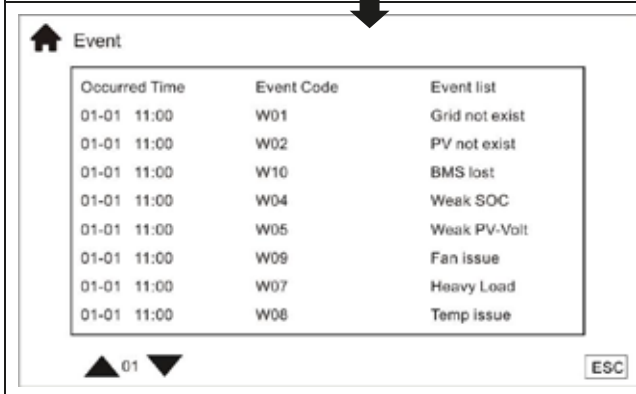 Event
Occurred Time Event Code Event list
01-01 11:00 W01 Grid not exist
01-01 11:00 W02 PV not exist
01-01 11:00 W10 BMS lost
01-01 11:00 W04 Weak SOC
01-01 11:00 W05 Weak PV-Volt
01-01 11:00 W09 Fan issue
01-01 11:00 W07 Heavy Load
01-01 11:00 W08 Temp issue
01 ESC